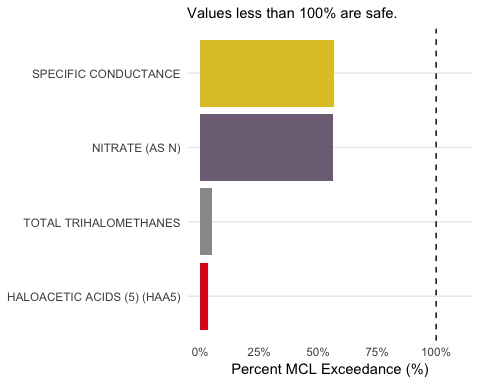 Values less than 100% are safe.
SPECIFIC CONDUCTANCE
NITRATE (AS N)
TOTAL TRIHALOMETHANES
HALOACETIC ACIDS (5) (HAA5)
0% 25% 50% 75% 100%
Percent MCL Exceedance (%)